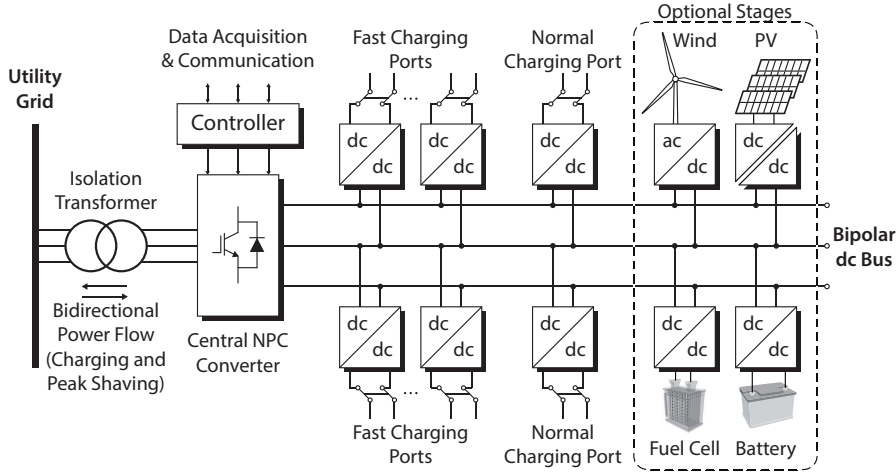 Optional Stages
Data Acquisition
& Communication
Fast Charging
Ports
Normal
Charging Port
Wind
PV
Utility
Grid
...
Controller
dc
dc
dc
dc
dc
dc
ac
dc
dc
dc
Isolation
Transformer
Bipolar
dc Bus
Bidirectional
Power Flow
(Charging and
Peak Shaving)
Central NPC
Converter
dc
dc
dc
dc
dc
dc
dc
dc
dc
dc
...
Fast Charging
Ports
Normal
Charging Port
Fuel Cell
Battery